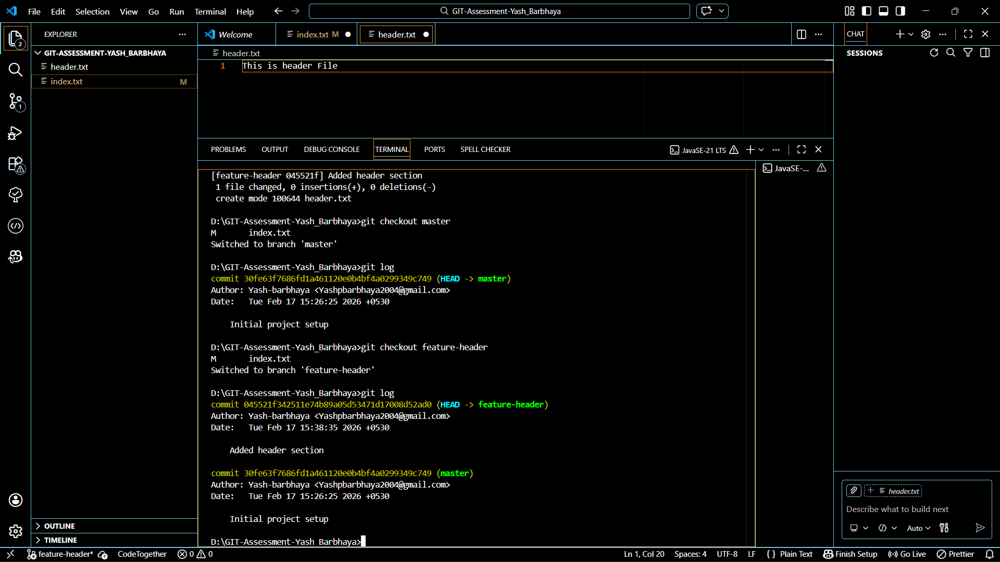 File Edit Selection View Go Run Terminal Help
GIT-Assessment-Yash_Barbhaya
EXPLORER
Welcome
index.txt M
header.txt
CHAT
GIT-ASSESSMENT-YASH_BARBHAYA
header.txt
SESSIONS
header.txt
1 This is header File
index.txt M
2
1
PROBLEMS OUTPUT DEBUG CONSOLE TERMINAL PORTS SPELL CHECKER
JavaSE-21 LTS
JavaSE-...
[feature-header 045521f] Added header section
1 file changed, 0 insertions(+), 0 deletions(-)
create mode 100644 header.txt
D:\GIT-Assessment-Yash_Barbhaya>git checkout master
M index.txt
Switched to branch 'master'
D:\GIT-Assessment-Yash_Barbhaya>git log
commit 30fe63f7686fd1a461120e0b4bf4a0299349c749 (HEAD -> master)
Author: Yash-barbhaya <Yashpbarbhaya2004@gmail.com>
Date: Tue Feb 17 15:26:25 2026 +0530
Initial project setup
D:\GIT-Assessment-Yash_Barbhaya>git checkout feature-header
M index.txt
Switched to branch 'feature-header'
D:\GIT-Assessment-Yash_Barbhaya>git log
commit 045521f342511e74b89a05d53471d17008d52ad0 (HEAD -> feature-header)
Author: Yash-barbhaya <Yashpbarbhaya2004@gmail.com>
Date: Tue Feb 17 15:38:35 2026 +0530
Added header section
commit 30fe63f7686fd1a461120e0b4bf4a0299349c749 (master)
Author: Yash-barbhaya <Yashpbarbhaya2004@gmail.com>
Date: Tue Feb 17 15:26:25 2026 +0530
Initial project setup
D:\GIT-Assessment-Yash_Barbhaya>
header.txt
Describe what to build next
Auto
OUTLINE
TIMELINE
feature-header* CodeTogether 0 0
Ln 1, Col 20 Spaces: 4 UTF-8 LF {} Plain Text Finish Setup Go Live Prettier